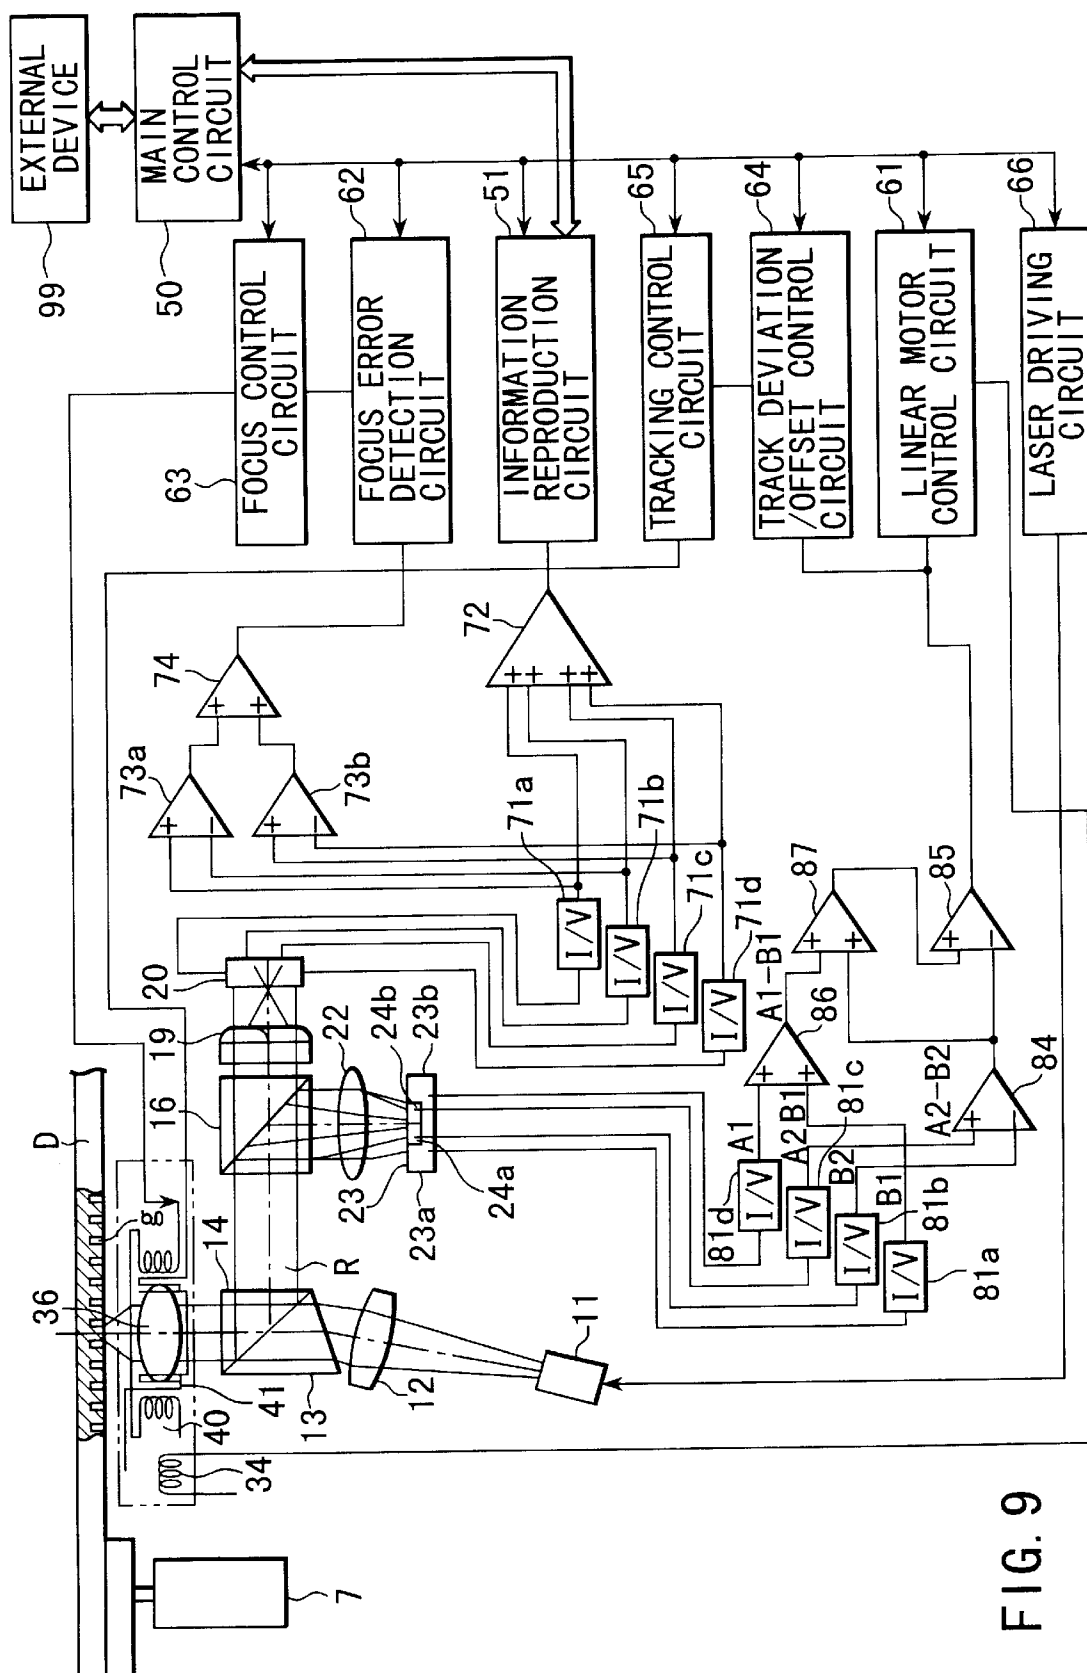 EXTERNAL
DEVICE
99
MAIN
CONTROL
CIRCUIT
50
FOCUS CONTROL
CIRCUIT
63
FOCUS ERROR
DETECTION
CIRCUIT
62
INFORMATION
REPRODUCTION
CIRCUIT
51
TRACKING CONTROL
CIRCUIT
65
TRACK DEVIATION
/OFFSET CONTROL
CIRCUIT
64
LINEAR MOTOR
CONTROL CIRCUIT
61
LASER DRIVING
CIRCUIT
66
74
+
+
73a
+
−
73b
+
−
72
+
+
+
+
71a
I/V
71b
I/V
71c
I/V
71d
I/V
87
+
+
85
+
−
86
+
+
A1−B1
84
+
−
A2−B2
A1
B1
A2
81c
B2
B1
81d
I/V
I/V
I/V
81b
I/V
81a
20
19
16
22
24b
23b
23
23a
24a
D
g
14
R
36
41
40
34
13
12
11
7
FIG. 9